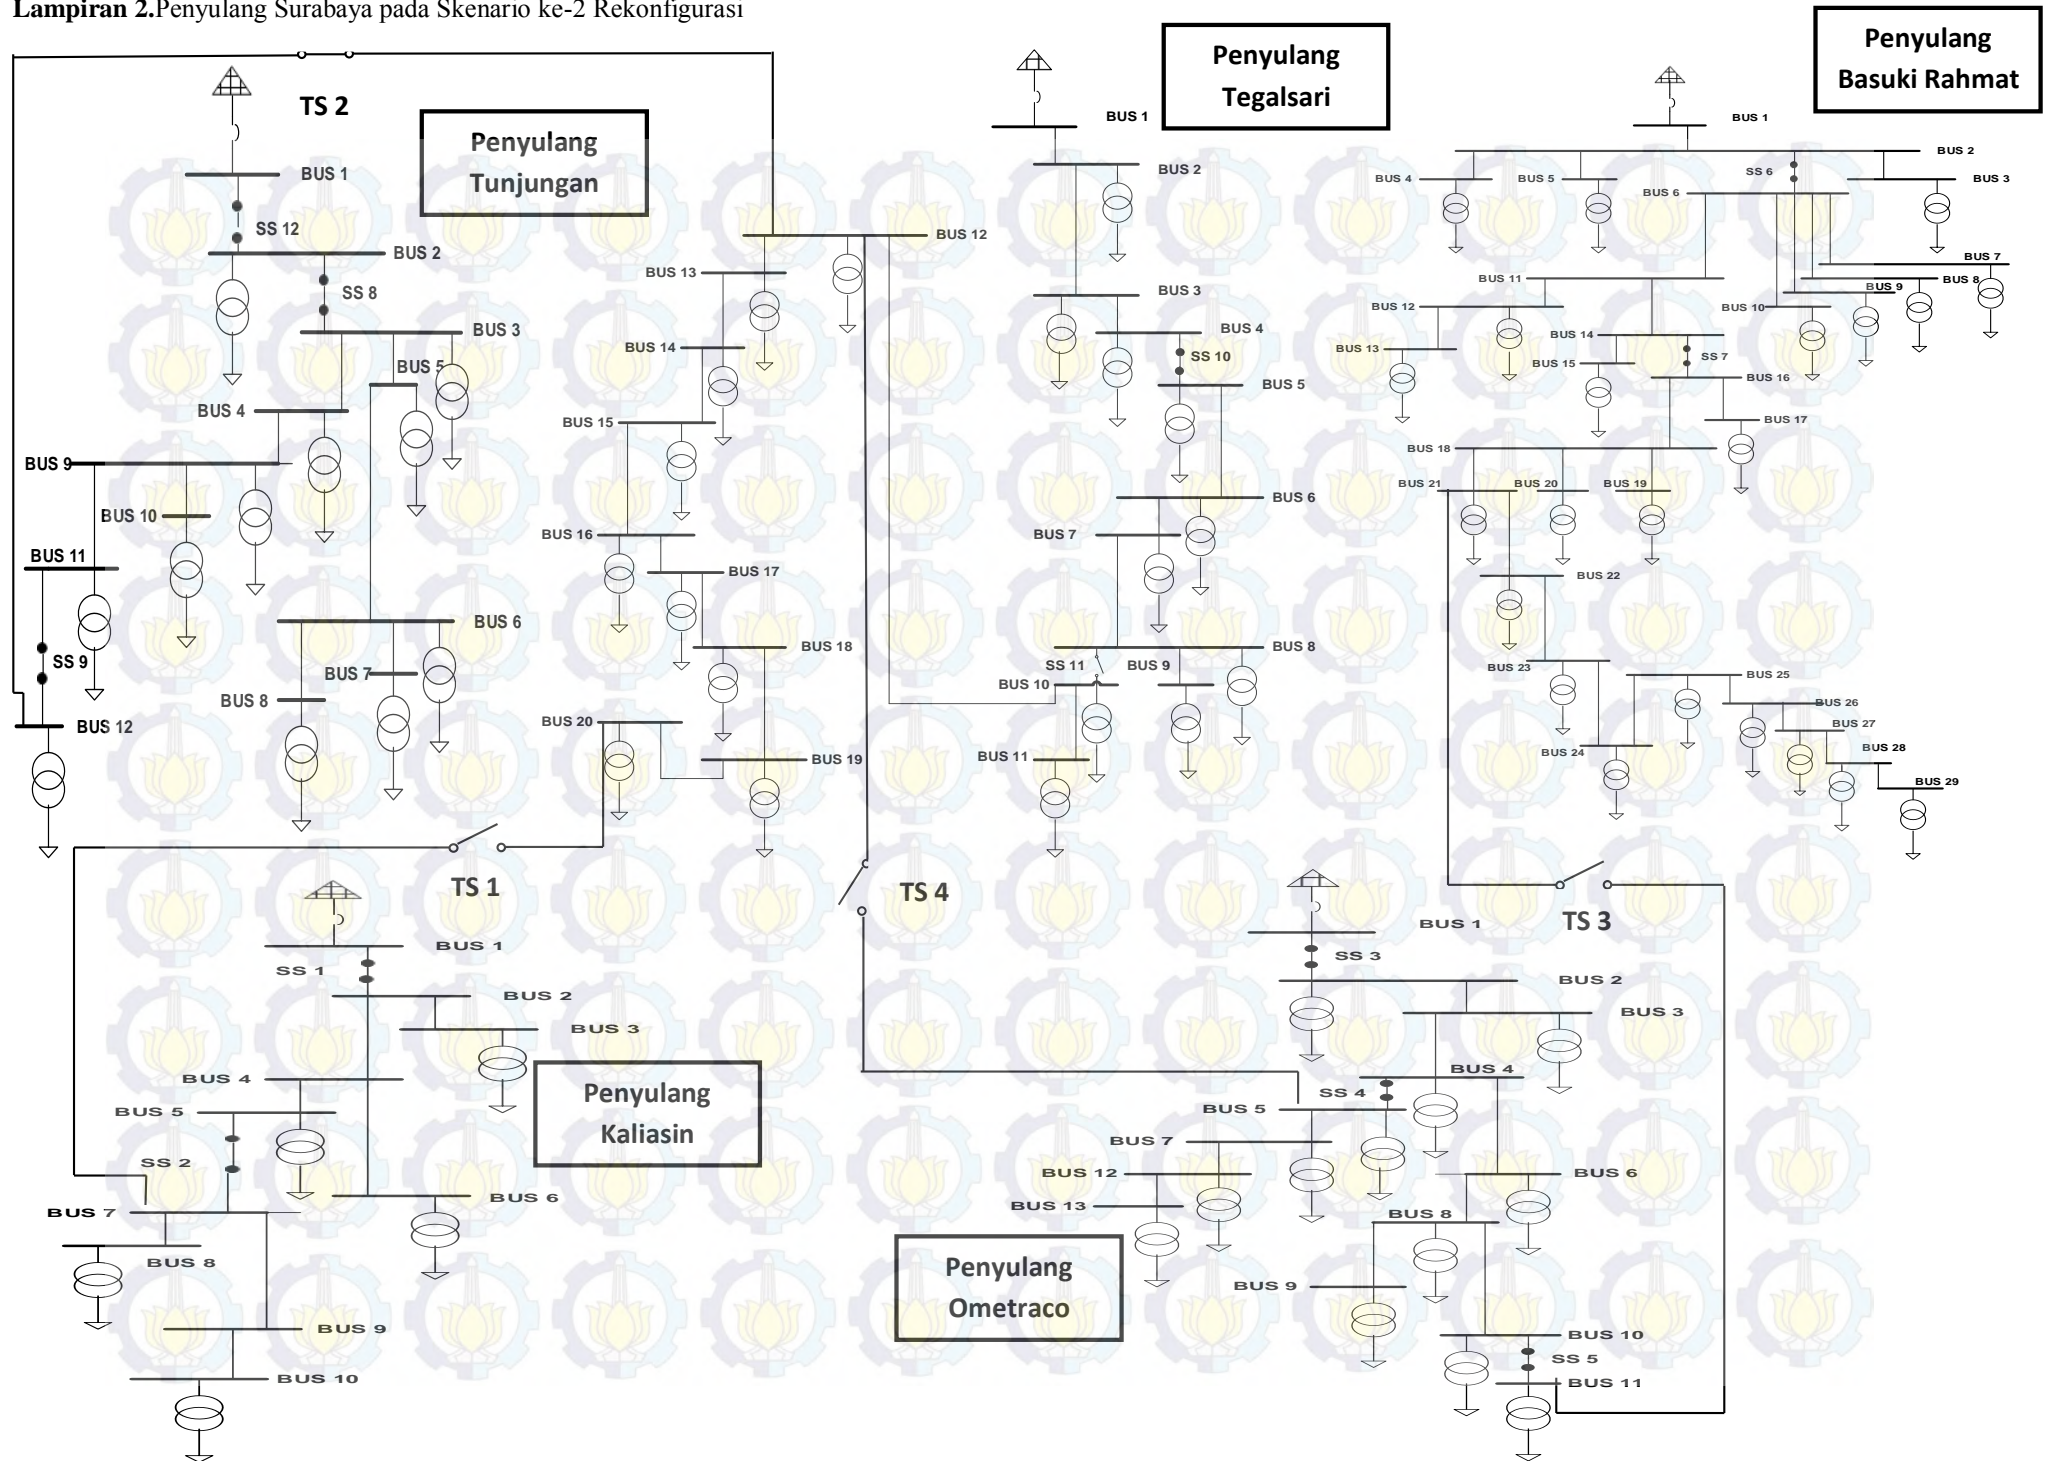 Lampiran 2.Penyulang Surabaya pada Skenario ke-2 Rekonfigurasi
TS 2
Penyulang
Tunjungan
BUS 1
SS 12
BUS 2
SS 8
BUS 3
BUS 5
BUS 4
BUS 9
BUS 10
BUS 11
BUS 6
SS 9
BUS 7
BUS 8
BUS 12
BUS 12
BUS 13
BUS 14
BUS 15
BUS 16
BUS 17
BUS 18
BUS 20
BUS 19
TS 1
TS 4
Penyulang
Tegalsari
BUS 1
BUS 2
BUS 3
BUS 4
SS 10
BUS 5
BUS 6
BUS 7
BUS 8
SS 11
BUS 9
BUS 10
BUS 11
Penyulang
Basuki Rahmat
BUS 1
BUS 2
SS 6
BUS 4
BUS 5
BUS 3
BUS 6
BUS 7
BUS 11
BUS 8
BUS 9
BUS 12
BUS 10
BUS 14
BUS 13
SS 7
BUS 15
BUS 16
BUS 17
BUS 18
BUS 21
BUS 20
BUS 19
BUS 22
BUS 23
BUS 25
BUS 26
BUS 27
BUS 24
BUS 28
BUS 29
TS 3
BUS 1
SS 1
BUS 2
BUS 3
Penyulang
Kaliasin
BUS 4
BUS 5
SS 2
BUS 6
BUS 7
BUS 8
BUS 9
BUS 10
BUS 1
SS 3
BUS 2
BUS 3
BUS 4
SS 4
BUS 5
BUS 7
BUS 12
BUS 6
BUS 13
BUS 8
Penyulang
Ometraco
BUS 9
BUS 10
SS 5
BUS 11